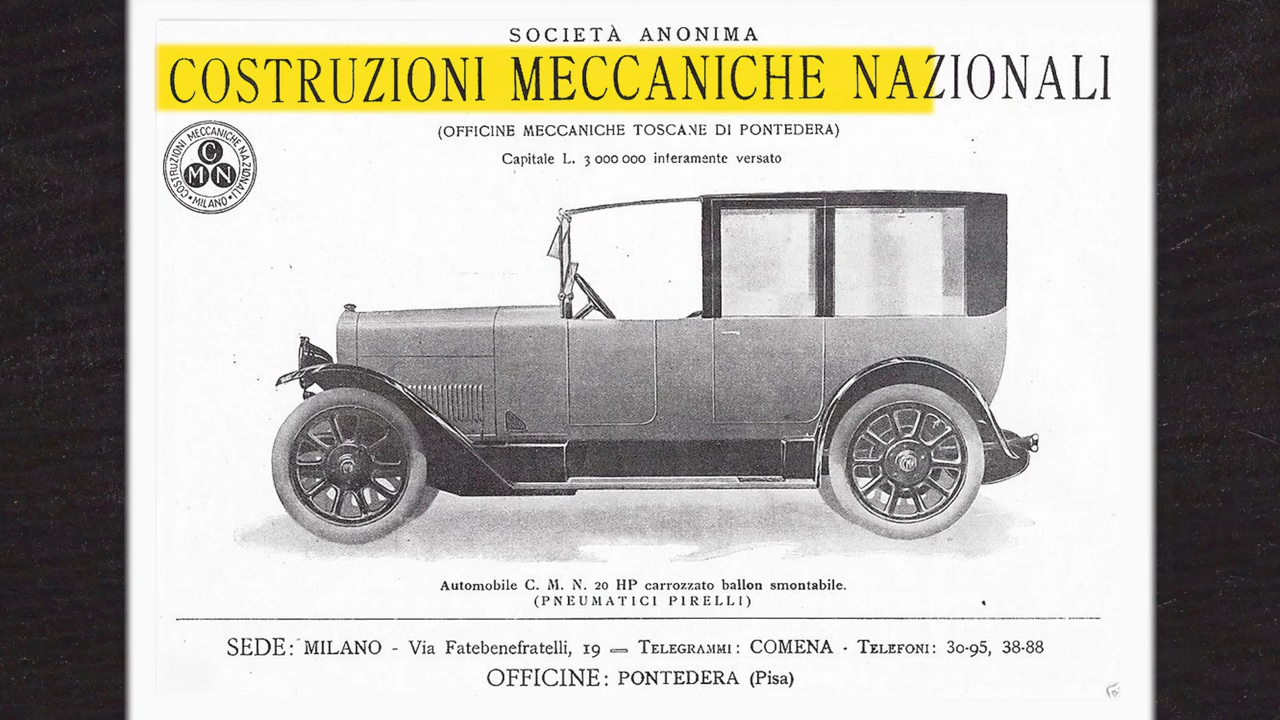 SOCIETÀ ANONIMA
COSTRUZIONI MECCANICHE NAZIONALI
(OFFICINE MECCANICHE TOSCANE DI PONTEDERA)
Capitale L. 3 000 000 interamente versato
COSTRUZIONI MECCANICHE NAZIONALI
• MILANO •
C
M N
Automobile C. M. N. 20 HP carrozzato ballon smontabile.
(PNEUMATICI PIRELLI)
SEDE: MILANO - Via Fatebenefratelli, 19 — TELEGRAMMI: COMENA - TELEFONI: 30-95, 38-88
OFFICINE: PONTEDERA (Pisa)